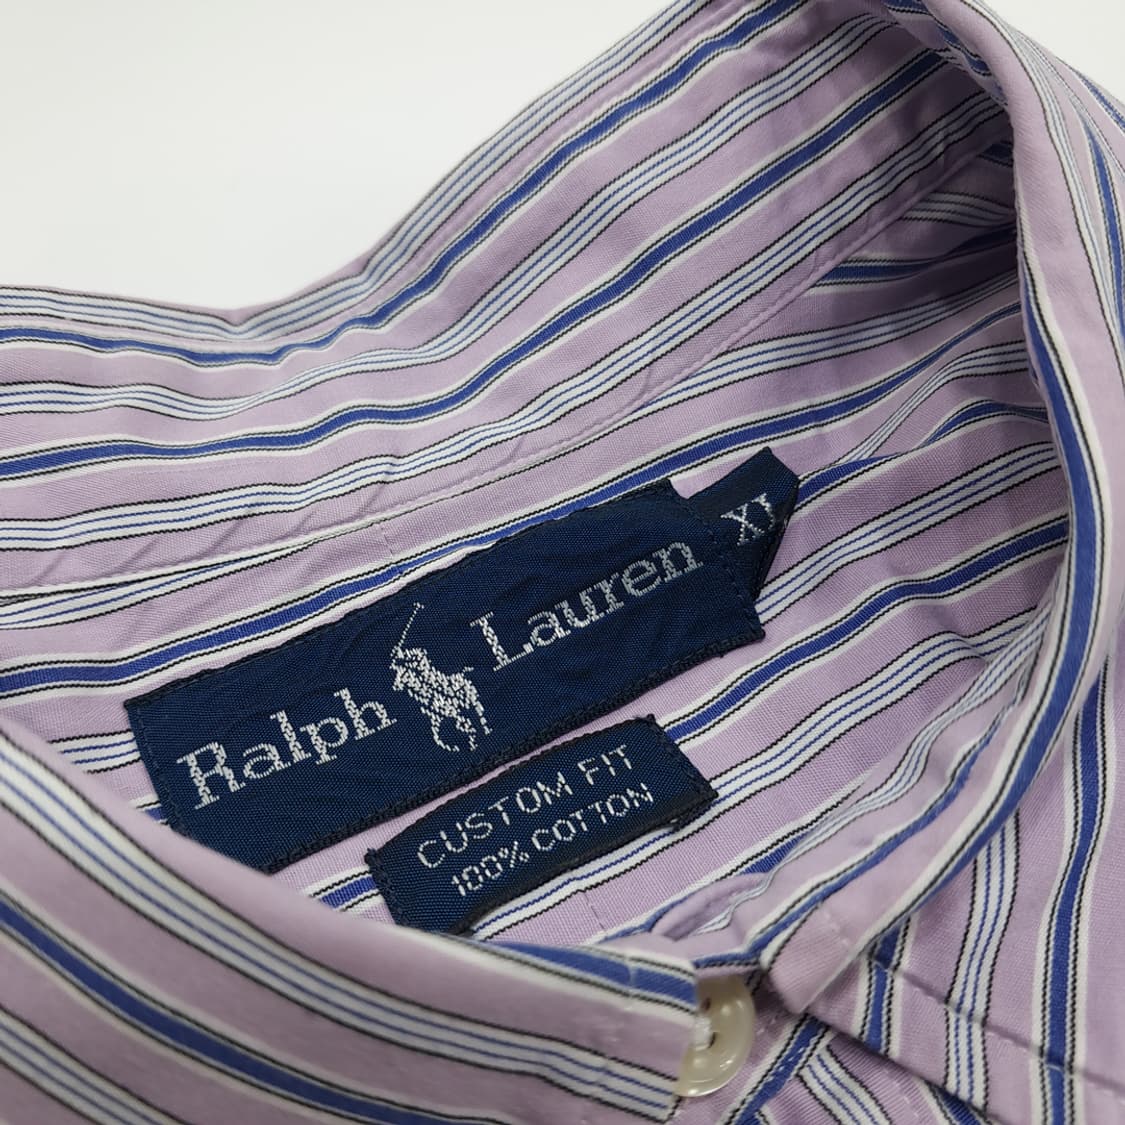 Ralph Lauren
XL
CUSTOM FIT
100% COTTON